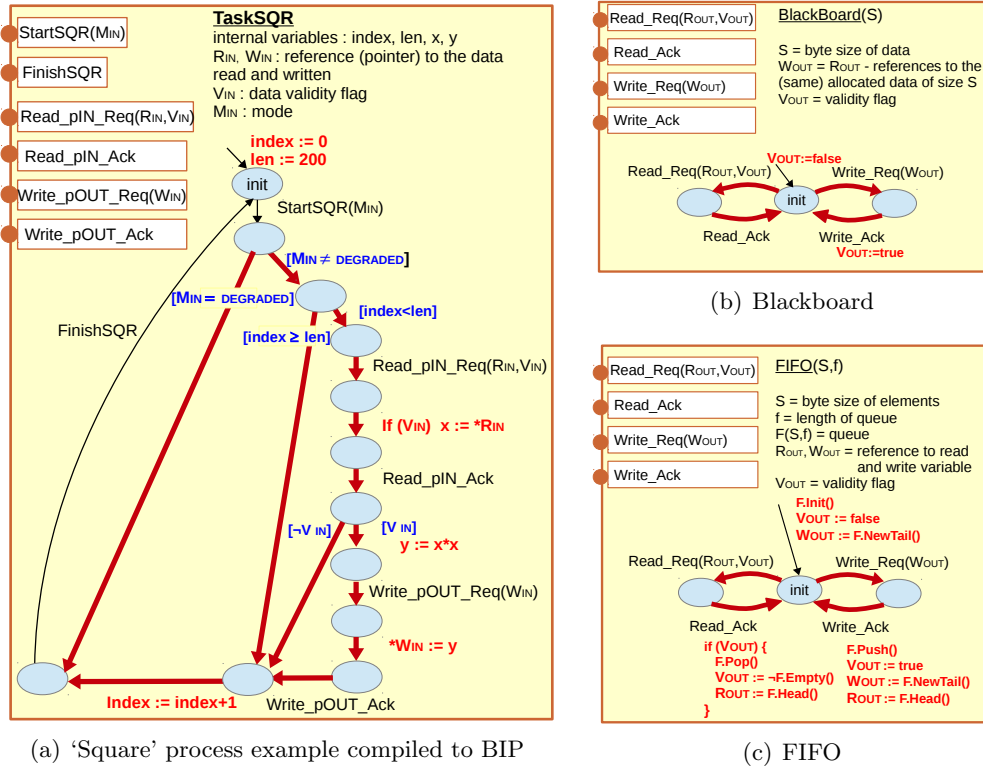 TaskSQR
internal variables : index, len, x, y
RIN, WIN : reference (pointer) to the data
read and written
VIN : data validity flag
MIN : mode
StartSQR(MIN)
FinishSQR
Read_pIN_Req(RIN,VIN)
Read_pIN_Ack
Write_pOUT_Req(WIN)
Write_pOUT_Ack
index := 0
len := 200
init
StartSQR(MIN)
[MIN ≠ DEGRADED]
[MIN = DEGRADED]
[index<len]
FinishSQR
[index ≥ len]
Read_pIN_Req(RIN,VIN)
If (VIN) x := *RIN
Read_pIN_Ack
[¬V IN]
[V IN]
y := x*x
Write_pOUT_Req(WIN)
*WIN := y
Index := index+1
Write_pOUT_Ack
(a) ‘Square’ process example compiled to BIP
Read_Req(ROUT,VOUT)
Read_Ack
Write_Req(WOUT)
Write_Ack
BlackBoard(S)
S = byte size of data
WOUT = ROUT - references to the
(same) allocated data of size S
VOUT = validity flag
VOUT:=false
Read_Req(ROUT,VOUT)
Write_Req(WOUT)
init
Read_Ack
Write_Ack
VOUT:=true
(b) Blackboard
Read_Req(ROUT,VOUT)
Read_Ack
Write_Req(WOUT)
Write_Ack
FIFO(S,f)
S = byte size of elements
f = length of queue
F(S,f) = queue
ROUT, WOUT = reference to read
and write variable
VOUT = validity flag
F.Init()
VOUT := false
WOUT := F.NewTail()
Read_Req(ROUT,VOUT)
Write_Req(WOUT)
init
Read_Ack
Write_Ack
if (VOUT) {
F.Pop()
VOUT := ¬F.Empty()
ROUT := F.Head()
}
F.Push()
VOUT := true
WOUT := F.NewTail()
ROUT := F.Head()
(c) FIFO